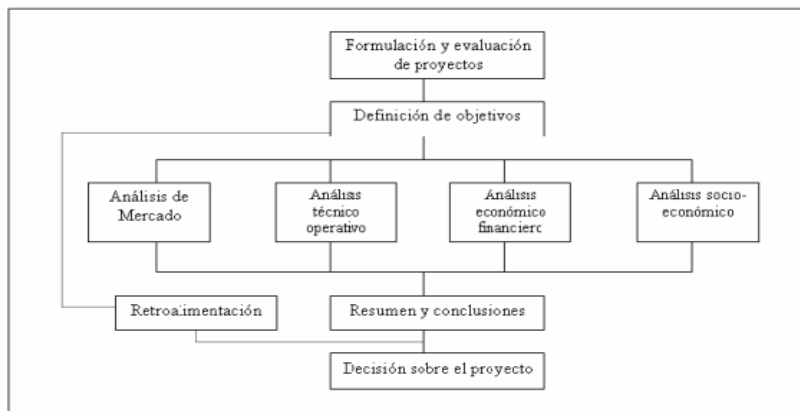 Formulación y evaluación
de proyectos
Definición de objetivos
Análisis de
Mercado
Análisis
técnico
operativo
Análisis
económico
financiero
Análisis socio-
económico
Retroalimentación
Resumen y conclusiones
Decisión sobre el proyecto